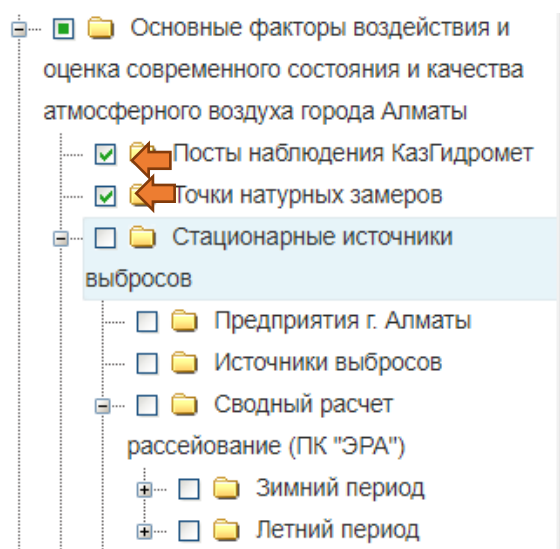 Основные факторы воздействия и
оценка современного состояния и качества
атмосферного воздуха города Алматы
Посты наблюдения КазГидромет
Точки натурных замеров
Стационарные источники
выбросов
Предприятия г. Алматы
Источники выбросов
Сводный расчет
рассейование (ПК "ЭРА")
Зимний период
Летний период